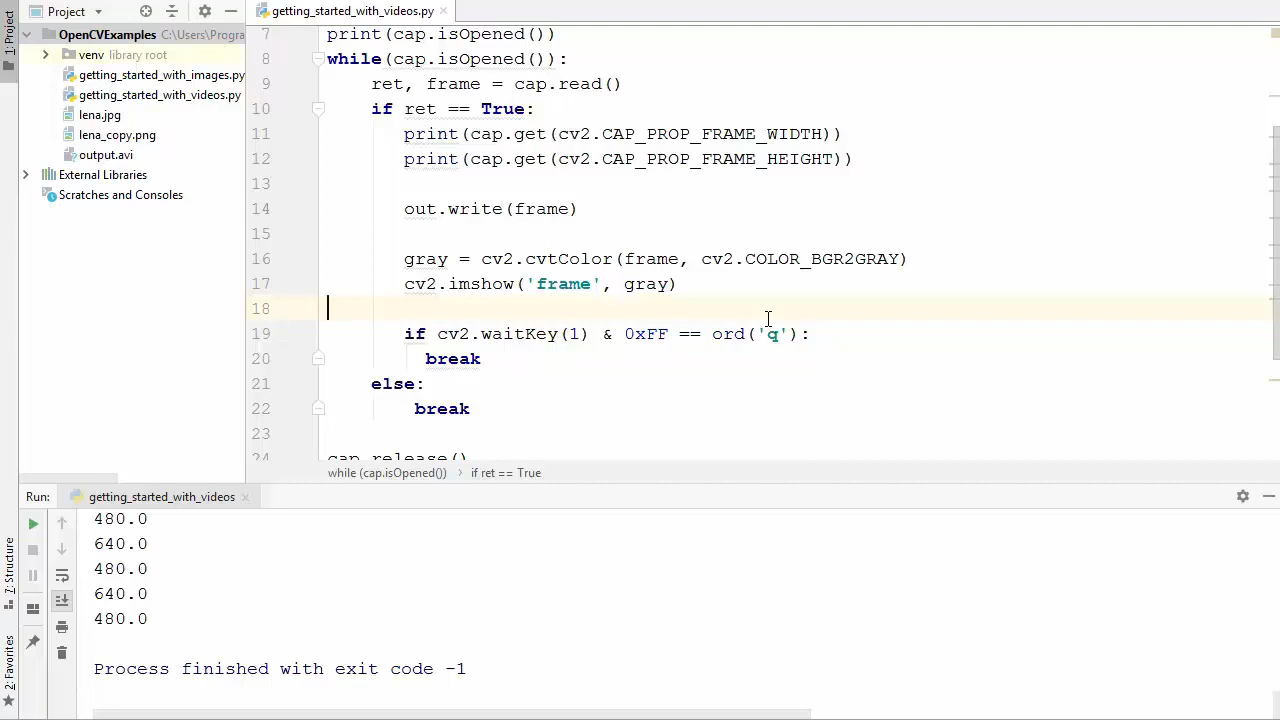 1: Project
Project
getting_started_with_videos.py
OpenCVExamples C:\Users\Progra
venv library root
getting_started_with_images.py
getting_started_with_videos.py
lena.jpg
lena_copy.png
output.avi
External Libraries
Scratches and Consoles
7 print(cap.isOpened())
8 while(cap.isOpened()):
9 ret, frame = cap.read()
10 if ret == True:
11 print(cap.get(cv2.CAP_PROP_FRAME_WIDTH))
12 print(cap.get(cv2.CAP_PROP_FRAME_HEIGHT))
13
14 out.write(frame)
15
16 gray = cv2.cvtColor(frame, cv2.COLOR_BGR2GRAY)
17 cv2.imshow('frame', gray)
18
19 if cv2.waitKey(1) & 0xFF == ord('q'):
20 break
21 else:
22 break
23
24 cap.release()
while (cap.isOpened()) › if ret == True
Run: getting_started_with_videos
480.0
640.0
480.0
640.0
480.0
Process finished with exit code -1
7: Structure
2: Favorites